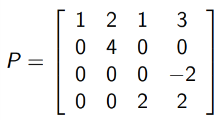 P = [ 1 2 1 3
0 4 0 0
0 0 0 −2
0 0 2 2 ]